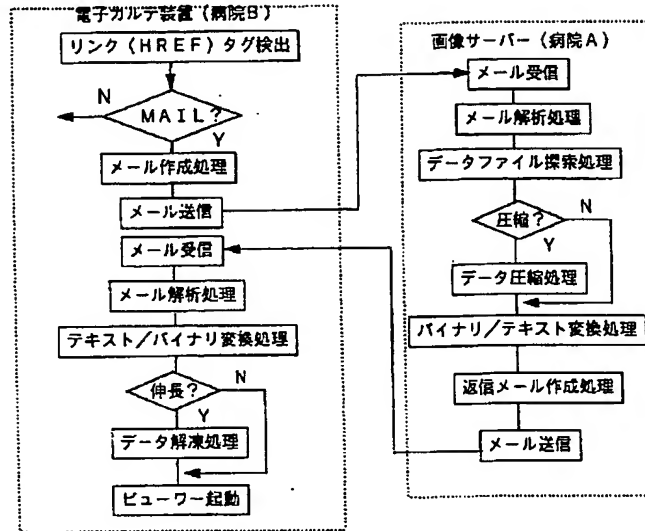 電子カルテ装置（病院B）
リンク（HREF）タグ検出
N
MAIL?
Y
メール作成処理
メール送信
メール受信
メール解析処理
テキスト／バイナリ変換処理
伸長?
N
Y
データ解凍処理
ビューワー起動
画像サーバー（病院A）
メール受信
メール解析処理
データファイル探索処理
圧縮?
N
Y
データ圧縮処理
バイナリ／テキスト変換処理
返信メール作成処理
メール送信